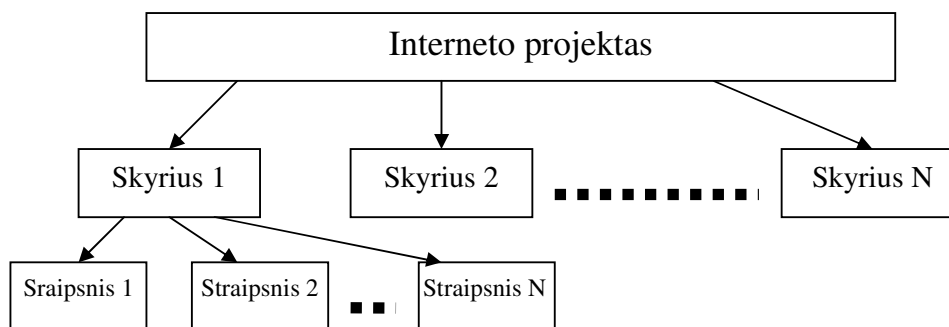 Interneto projektas
Skyrius 1
Skyrius 2
Skyrius N
Sraipsnis 1
Straipsnis 2
Straipsnis N